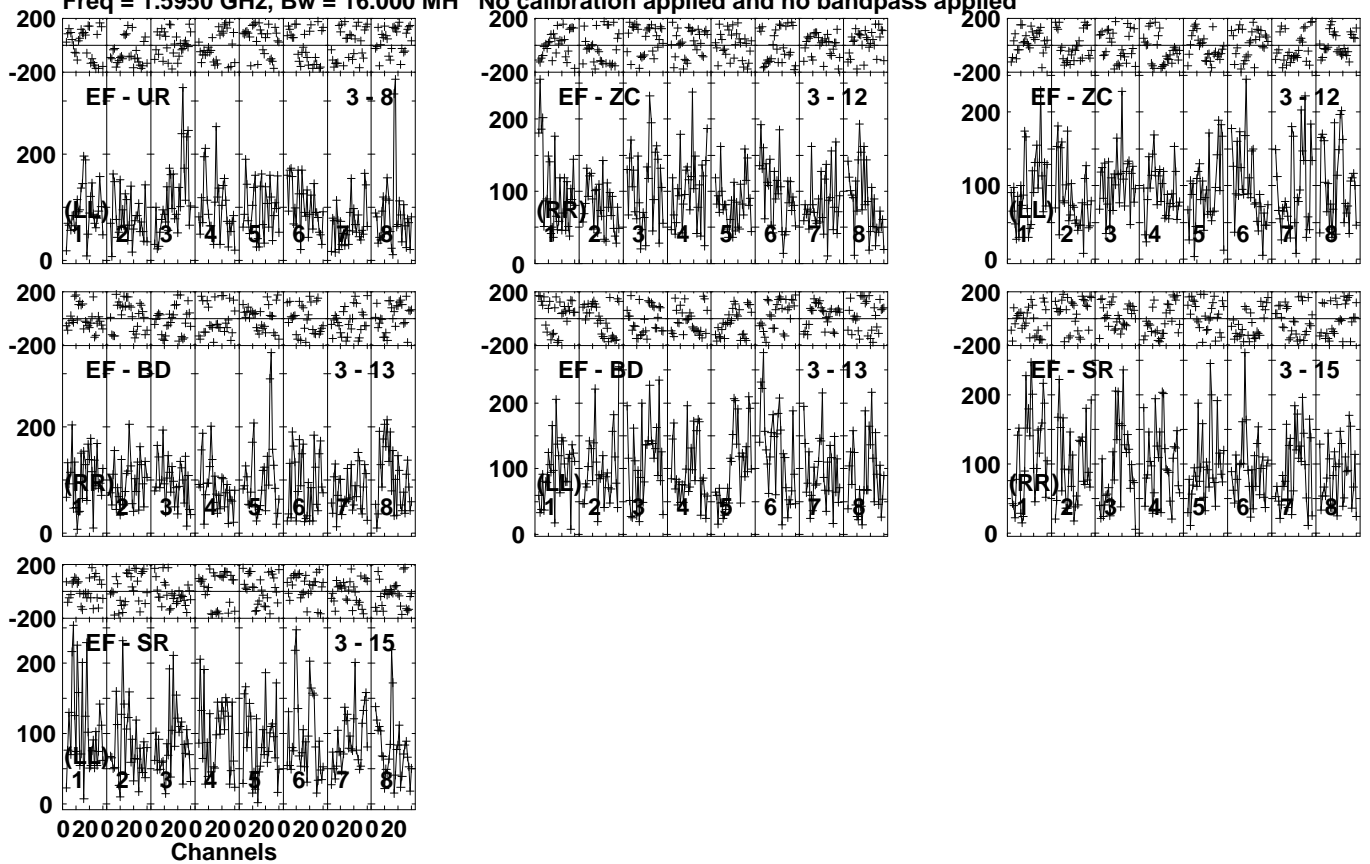 Freq = 1.5950 GHz, Bw = 16.000 MH No calibration applied and no bandpass applied
200
-200
EF - UR 3 - 8
200
(LL)
1 2 3 4 5 6 7 8
0
200
-200
EF - ZC 3 - 12
200
100
(RR)
1 2 3 4 5 6 7 8
0
200
-200
EF - ZC 3 - 12
200
100
(LL)
1 2 3 4 5 6 7 8
0
200
-200
EF - BD 3 - 13
200
(RR)
1 2 3 4 5 6 7 8
0
200
-200
EF - BD 3 - 13
200
100
(LL)
1 2 3 4 5 6 7 8
0
200
-200
EF - SR 3 - 15
200
100
(RR)
1 2 3 4 5 6 7 8
0
200
-200
EF - SR 3 - 15
200
100
(LL)
1 2 3 4 5 6 7 8
0
0 20 0 20 0 20 0 20 0 20 0 20 0 20 0 20
Channels